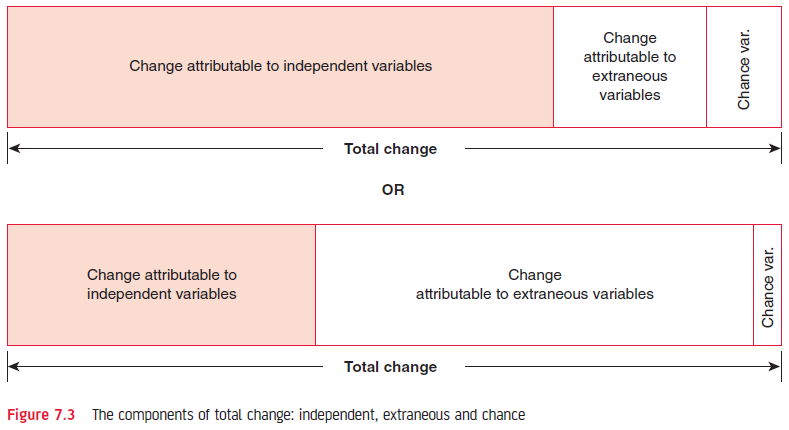 Change attributable to independent variables
Change
attributable to
extraneous
variables
Chance var.
Total change
OR
Change attributable to
independent variables
Change
attributable to extraneous variables
Chance var.
Total change
Figure 7.3 The components of total change: independent, extraneous and chance